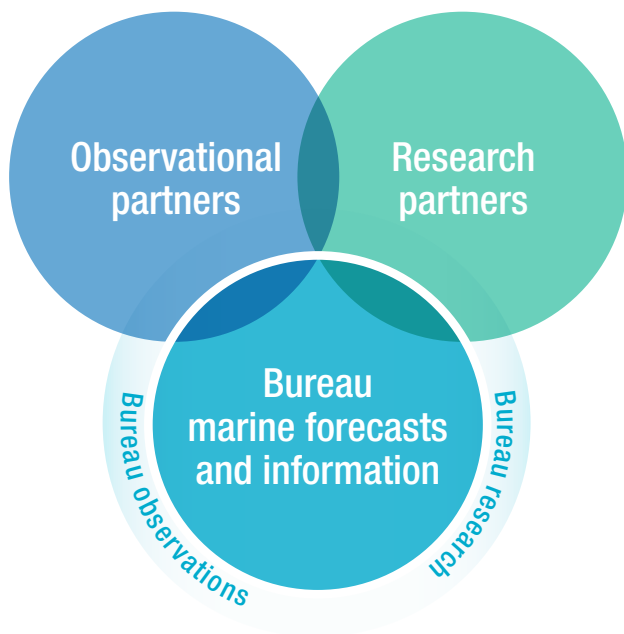 Observational
partners
Research
partners
Bureau
marine forecasts
and information
Bureau observations
Bureau research